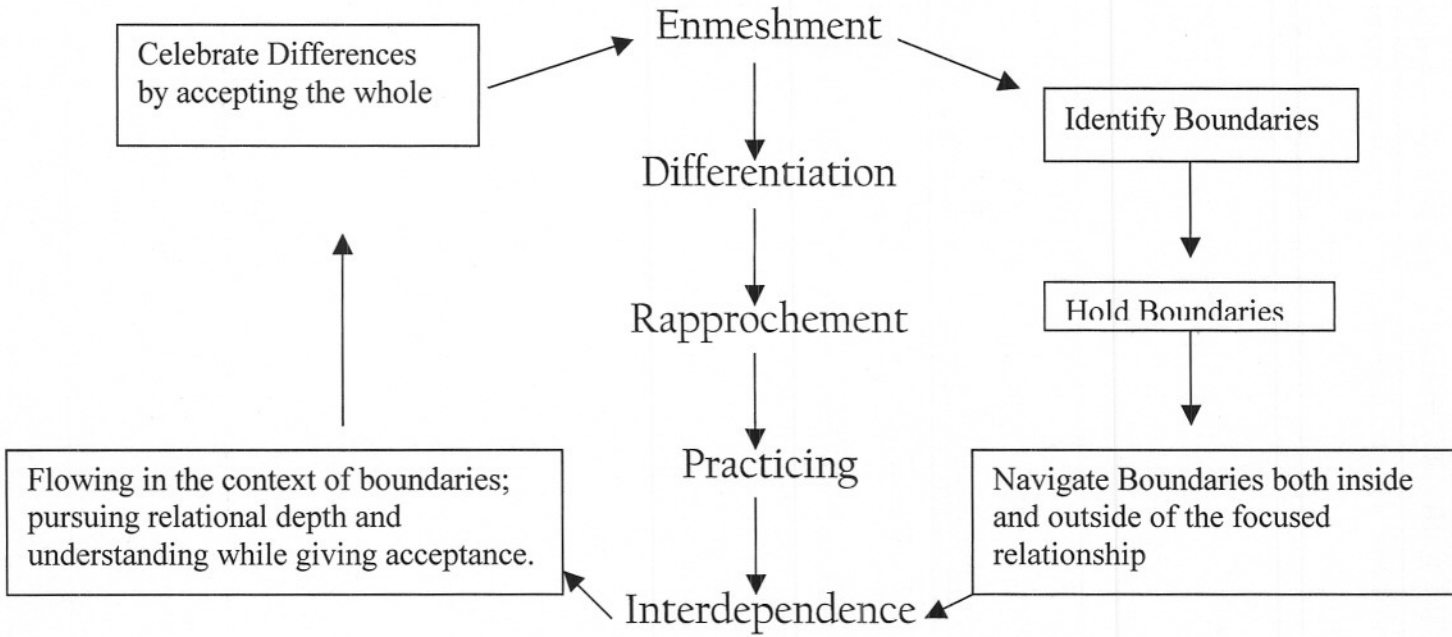 Enmeshment
Celebrate Differences
by accepting the whole
Identify Boundaries
Differentiation
Hold Boundaries
Rapprochement
Practicing
Flowing in the context of boundaries;
pursuing relational depth and
understanding while giving acceptance.
Navigate Boundaries both inside
and outside of the focused
relationship
Interdependence